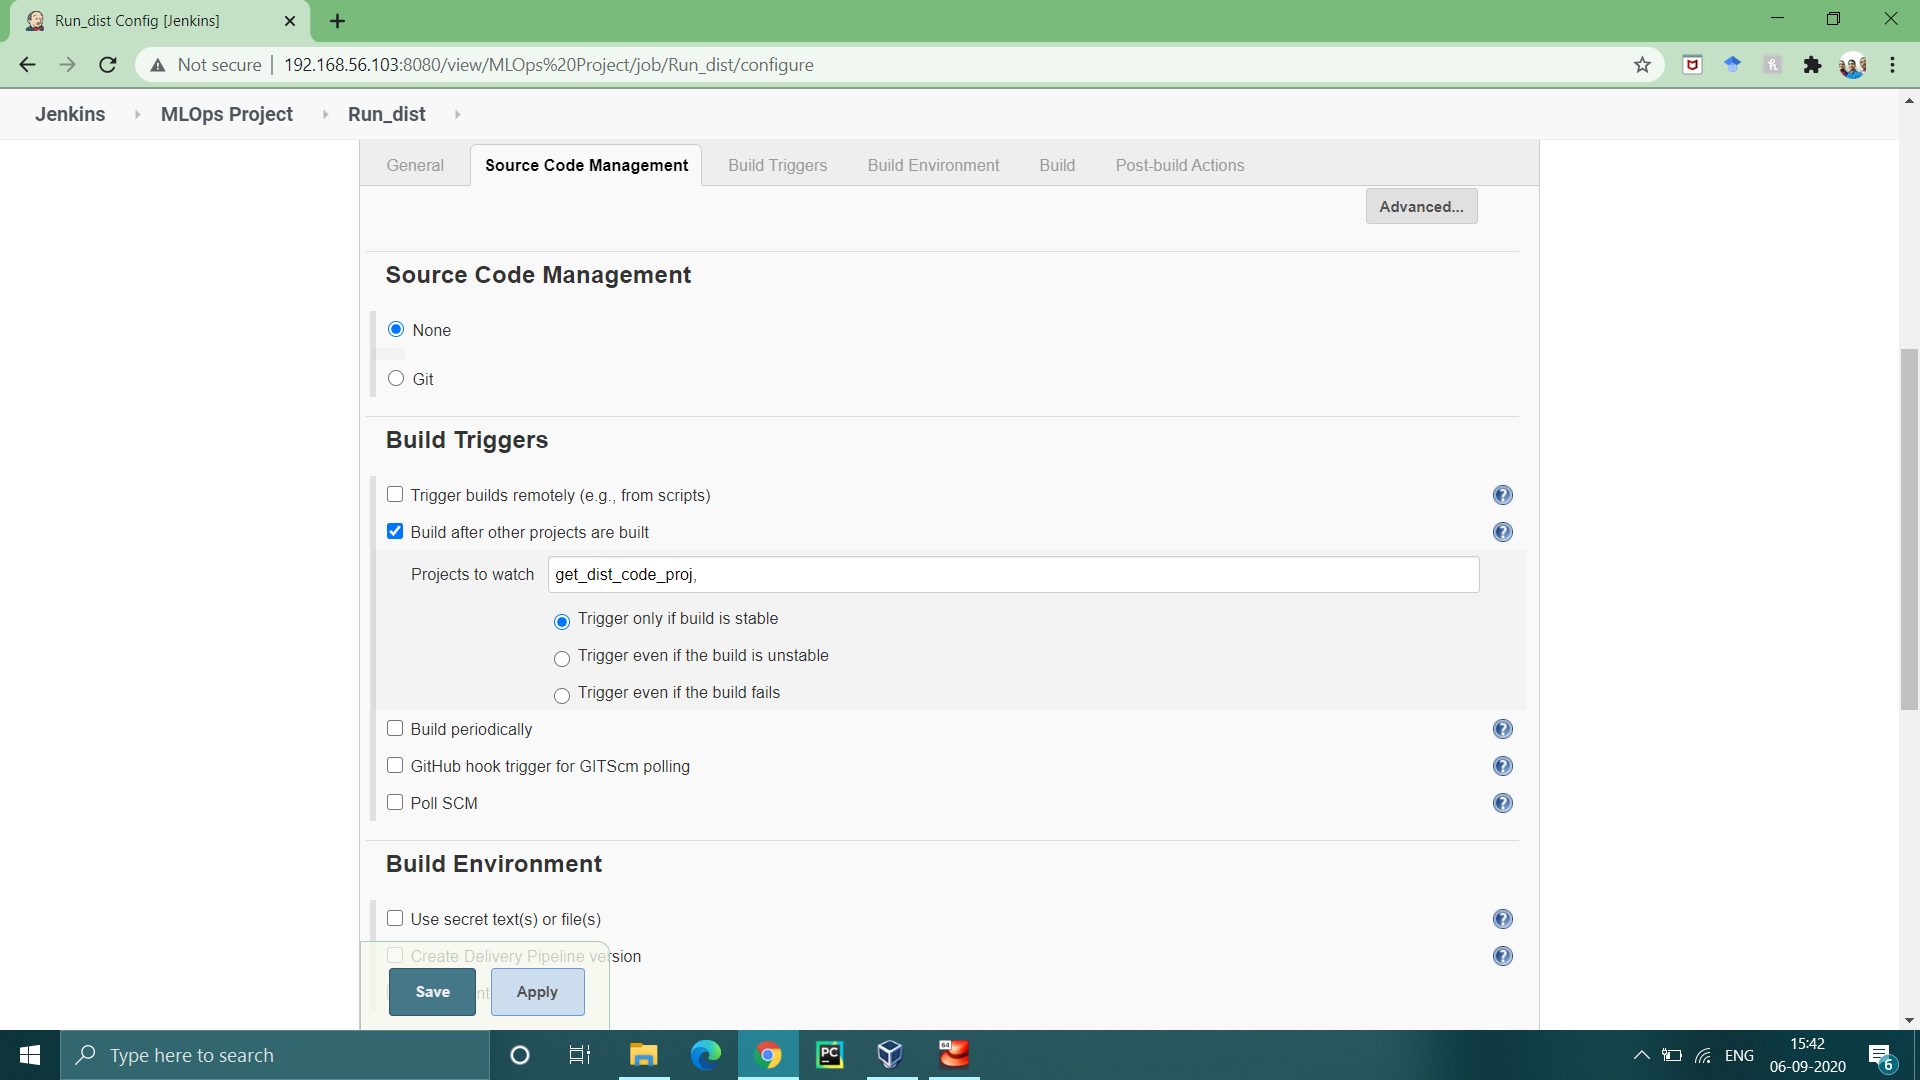 Run_dist Config [Jenkins]
Not secure 192.168.56.103:8080/view/MLOps%20Project/job/Run_dist/configure
Jenkins MLOps Project Run_dist
General Source Code Management Build Triggers Build Environment Build Post-build Actions
Advanced...
Source Code Management
None
Git
Build Triggers
Trigger builds remotely (e.g., from scripts)
Build after other projects are built
Projects to watch get_dist_code_proj,
Trigger only if build is stable
Trigger even if the build is unstable
Trigger even if the build fails
Build periodically
GitHub hook trigger for GITScm polling
Poll SCM
Build Environment
Use secret text(s) or file(s)
Create Delivery Pipeline version
Save Apply
Type here to search
PC
64
ENG
15:42
06-09-2020
6